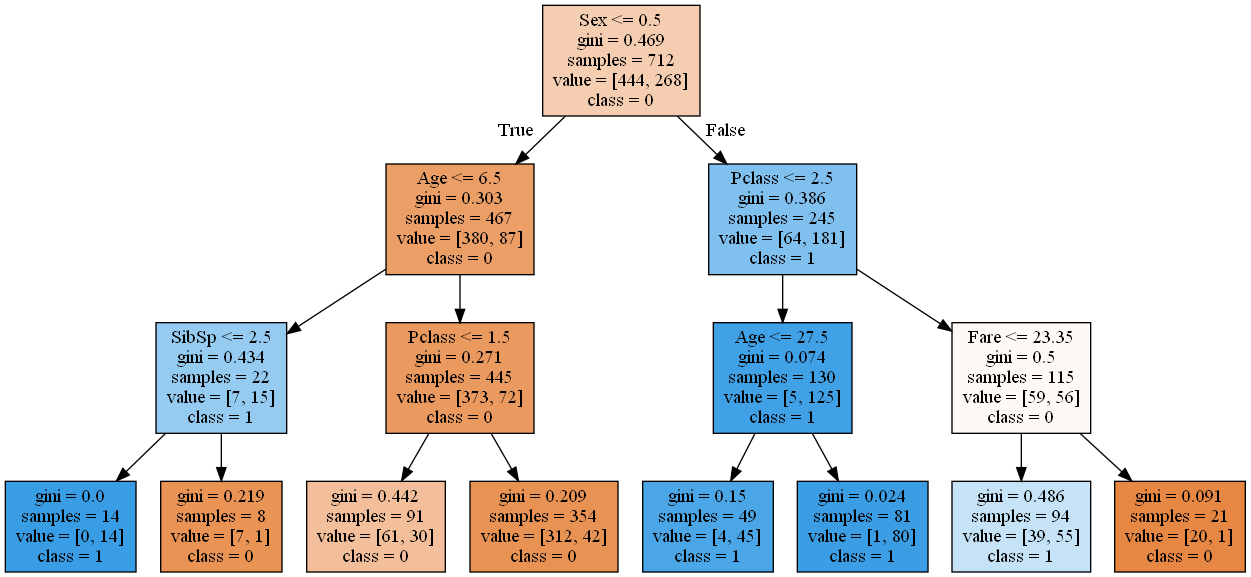 Sex <= 0.5
gini = 0.469
samples = 712
value = [444, 268]
class = 0
True
False
Age <= 6.5
gini = 0.303
samples = 467
value = [380, 87]
class = 0
Pclass <= 2.5
gini = 0.386
samples = 245
value = [64, 181]
class = 1
SibSp <= 2.5
gini = 0.434
samples = 22
value = [7, 15]
class = 1
Pclass <= 1.5
gini = 0.271
samples = 445
value = [373, 72]
class = 0
Age <= 27.5
gini = 0.074
samples = 130
value = [5, 125]
class = 1
Fare <= 23.35
gini = 0.5
samples = 115
value = [59, 56]
class = 0
gini = 0.0
samples = 14
value = [0, 14]
class = 1
gini = 0.219
samples = 8
value = [7, 1]
class = 0
gini = 0.442
samples = 91
value = [61, 30]
class = 0
gini = 0.209
samples = 354
value = [312, 42]
class = 0
gini = 0.15
samples = 49
value = [4, 45]
class = 1
gini = 0.024
samples = 81
value = [1, 80]
class = 1
gini = 0.486
samples = 94
value = [39, 55]
class = 1
gini = 0.091
samples = 21
value = [20, 1]
class = 0